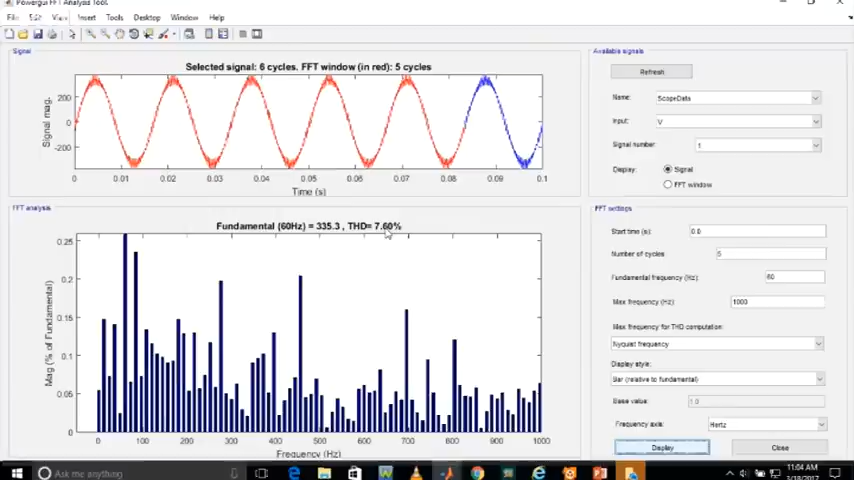 Powergui FFT Analysis Tool.
File Edit View Insert Tools Desktop Window Help
Signal
Selected signal: 6 cycles. FFT window (in red): 5 cycles
200
0
-200
Signal mag.
0 0.01 0.02 0.03 0.04 0.05 0.06 0.07 0.08 0.09 0.1
Time (s)
FFT analysis
Fundamental (60Hz) = 335.3 , THD= 7.60%
0.25
0.2
0.15
0.1
0.05
0
Mag (% of Fundamental)
0 100 200 300 400 500 600 700 800 900 1000
Frequency (Hz)
Available signals
Refresh
Name: ScopeData
Input: V
Signal number: 1
Display: Signal
FFT window
FFT settings
Start time (s): 0.0
Number of cycles: 5
Fundamental frequency (Hz): 60
Max frequency (Hz) 1000
Max frequency for THD computation:
Nyquist frequency
Display style:
Bar (relative to fundamental)
Base value: 1.0
Frequency axis: Hertz
Display Close
Ask me anything
11:04 AM
3/18/2017